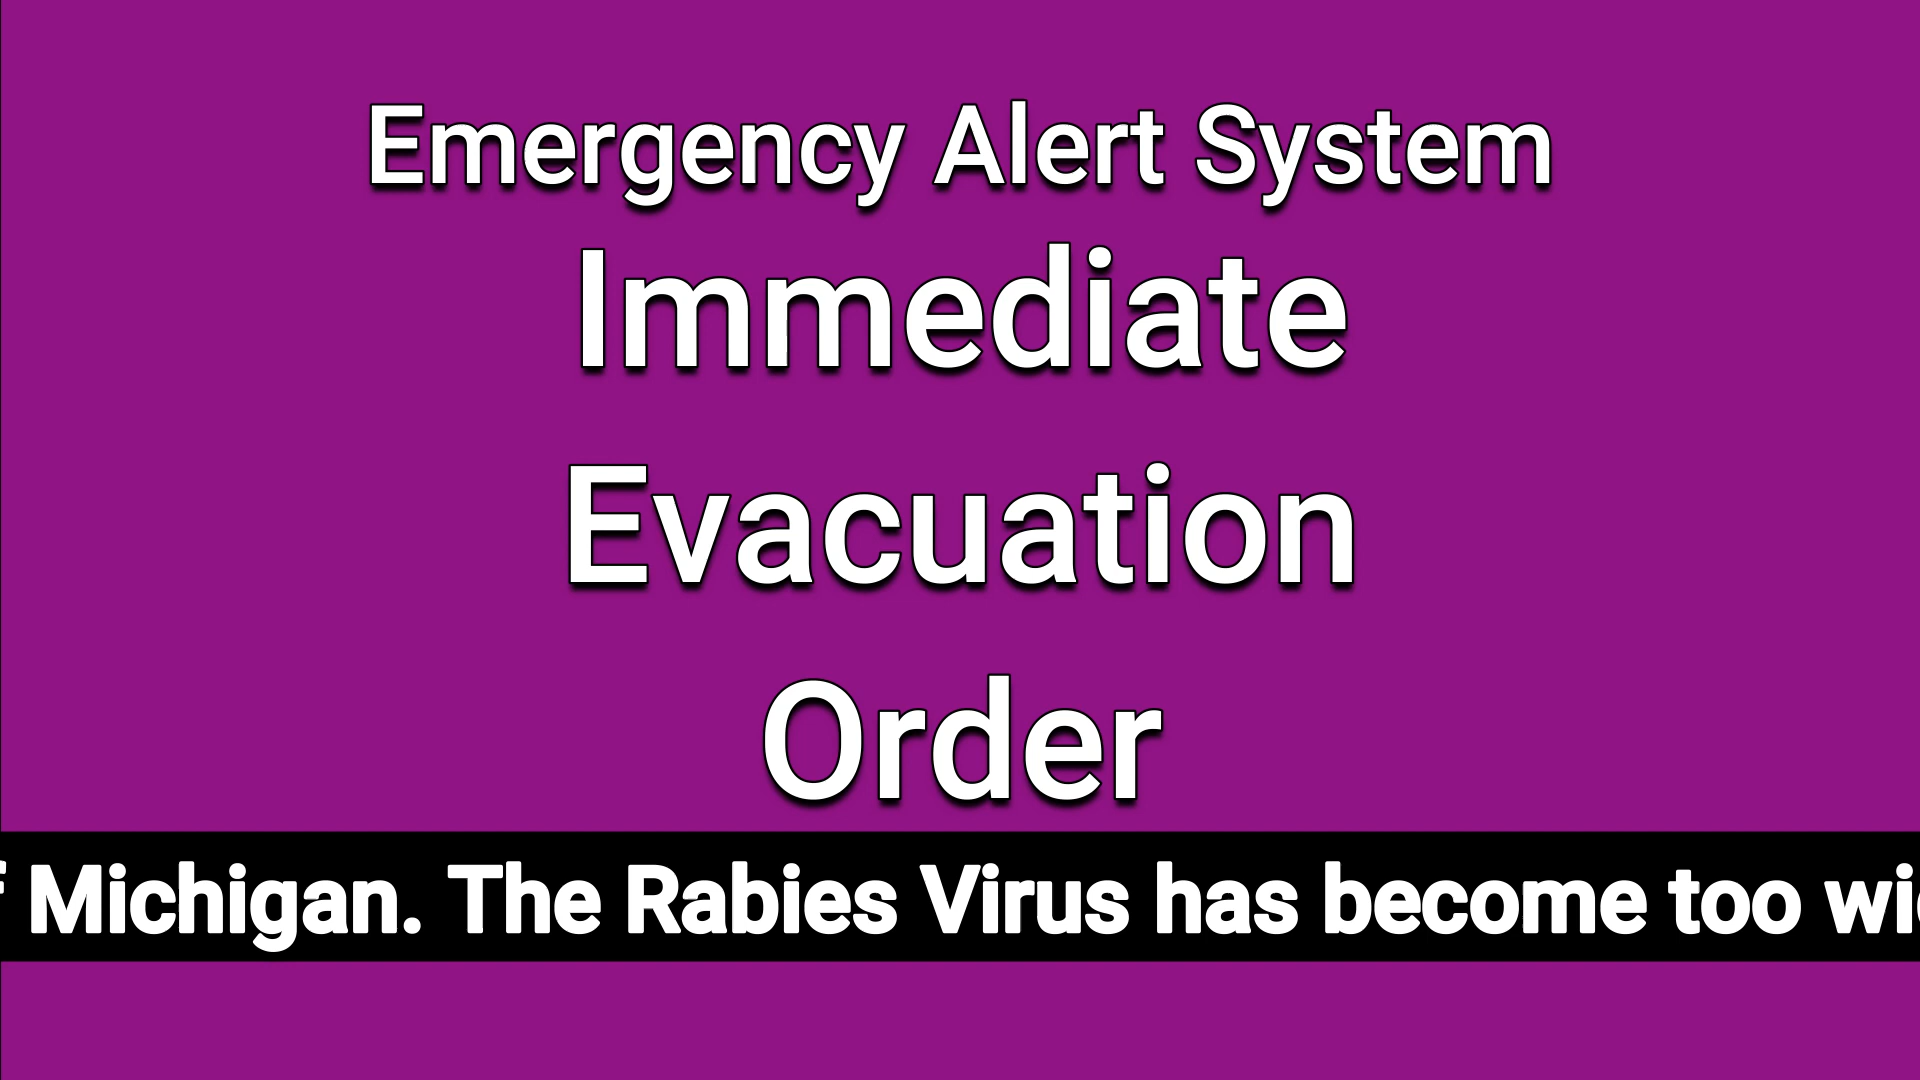 Emergency Alert System
Immediate
Evacuation
Order
Michigan. The Rabies Virus has become too